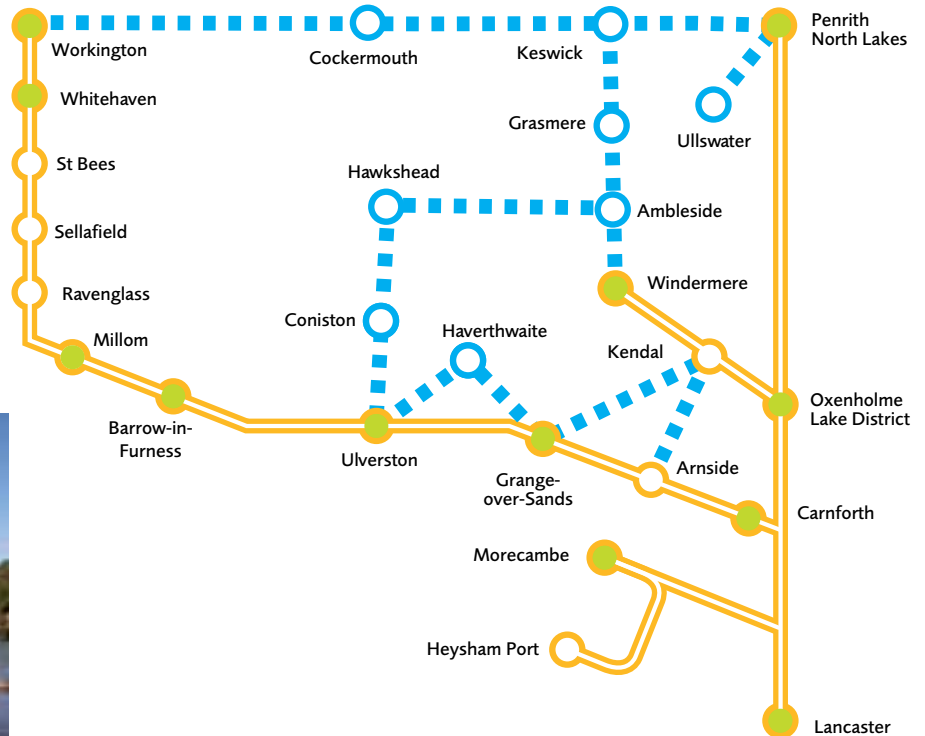 Penrith
North Lakes
Workington
Cockermouth
Keswick
Whitehaven
Grasmere
Ullswater
St Bees
Hawkshead
Ambleside
Sellafield
Windermere
Ravenglass
Coniston
Haverthwaite
Millom
Kendal
Oxenholme
Lake District
Barrow-in-
Furness
Ulverston
Arnside
Grange-
over-Sands
Carnforth
Morecambe
Heysham Port
Lancaster